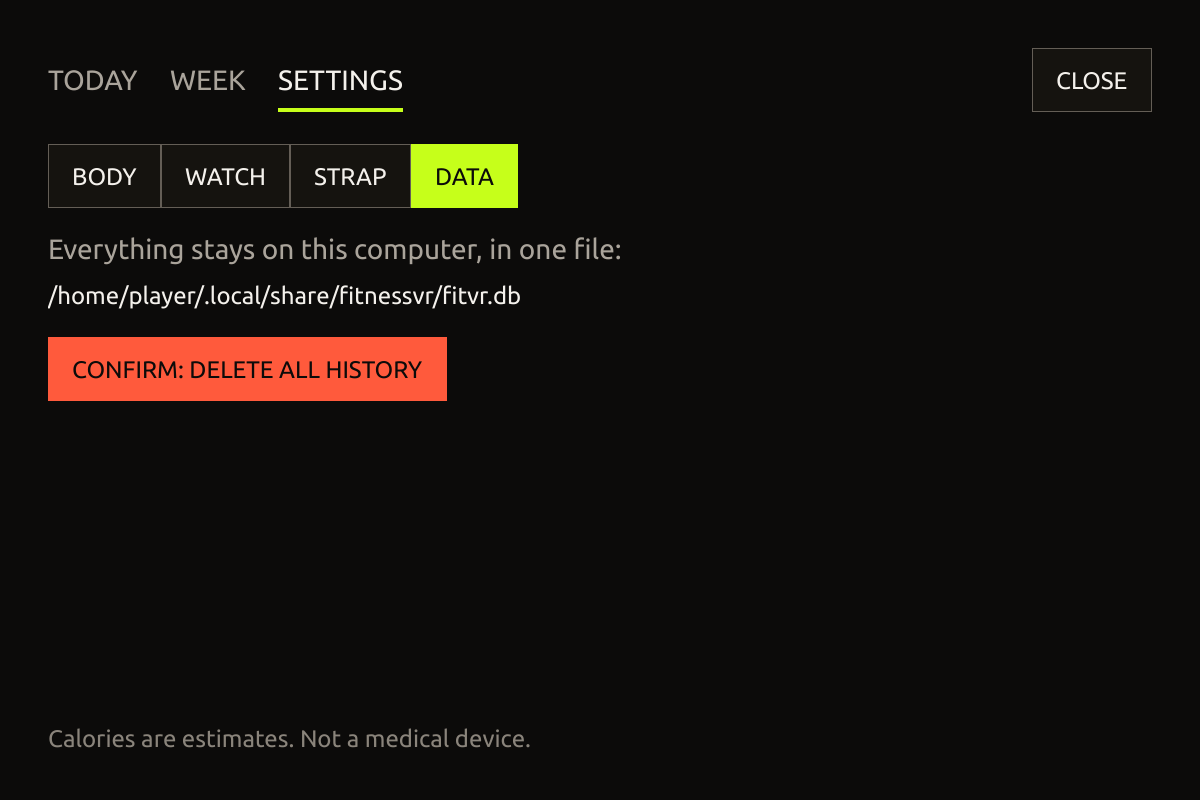 TODAY WEEK SETTINGS CLOSE
BODY WATCH STRAP DATA
Everything stays on this computer, in one file:
/home/player/.local/share/fitnessvr/fitvr.db
CONFIRM: DELETE ALL HISTORY
Calories are estimates. Not a medical device.